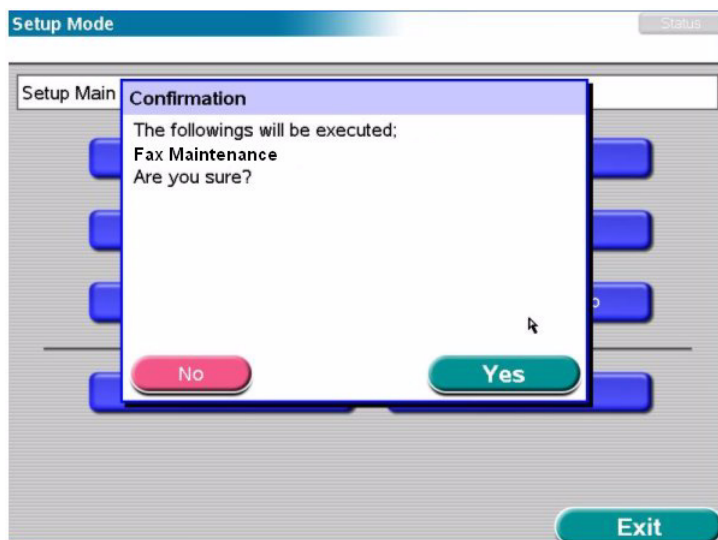 Setup Mode
Status
Setup Main
Confirmation
The followings will be executed;
Fax Maintenance
Are you sure?
No
Yes
Exit